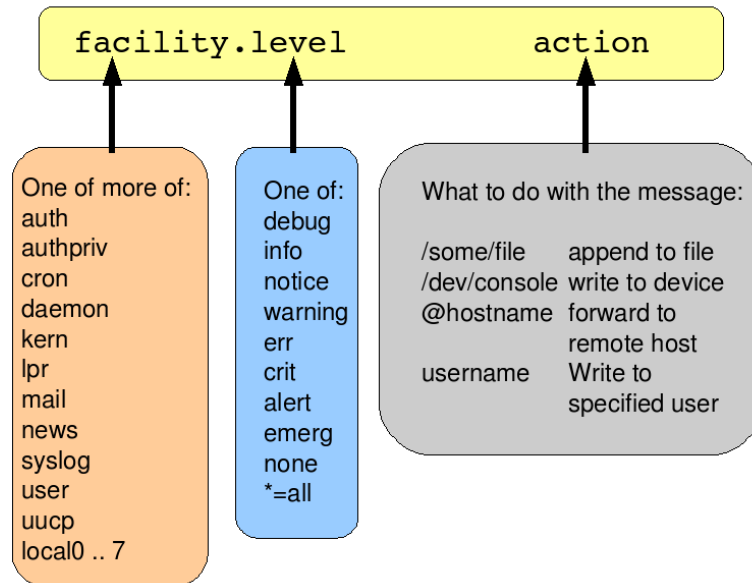 facility.level action
One of more of:
auth
authpriv
cron
daemon
kern
lpr
mail
news
syslog
user
uucp
local0 .. 7
One of:
debug
info
notice
warning
err
crit
alert
emerg
none
*=all
What to do with the message:
/some/file append to file
/dev/console write to device
@hostname forward to
remote host
username Write to
specified user